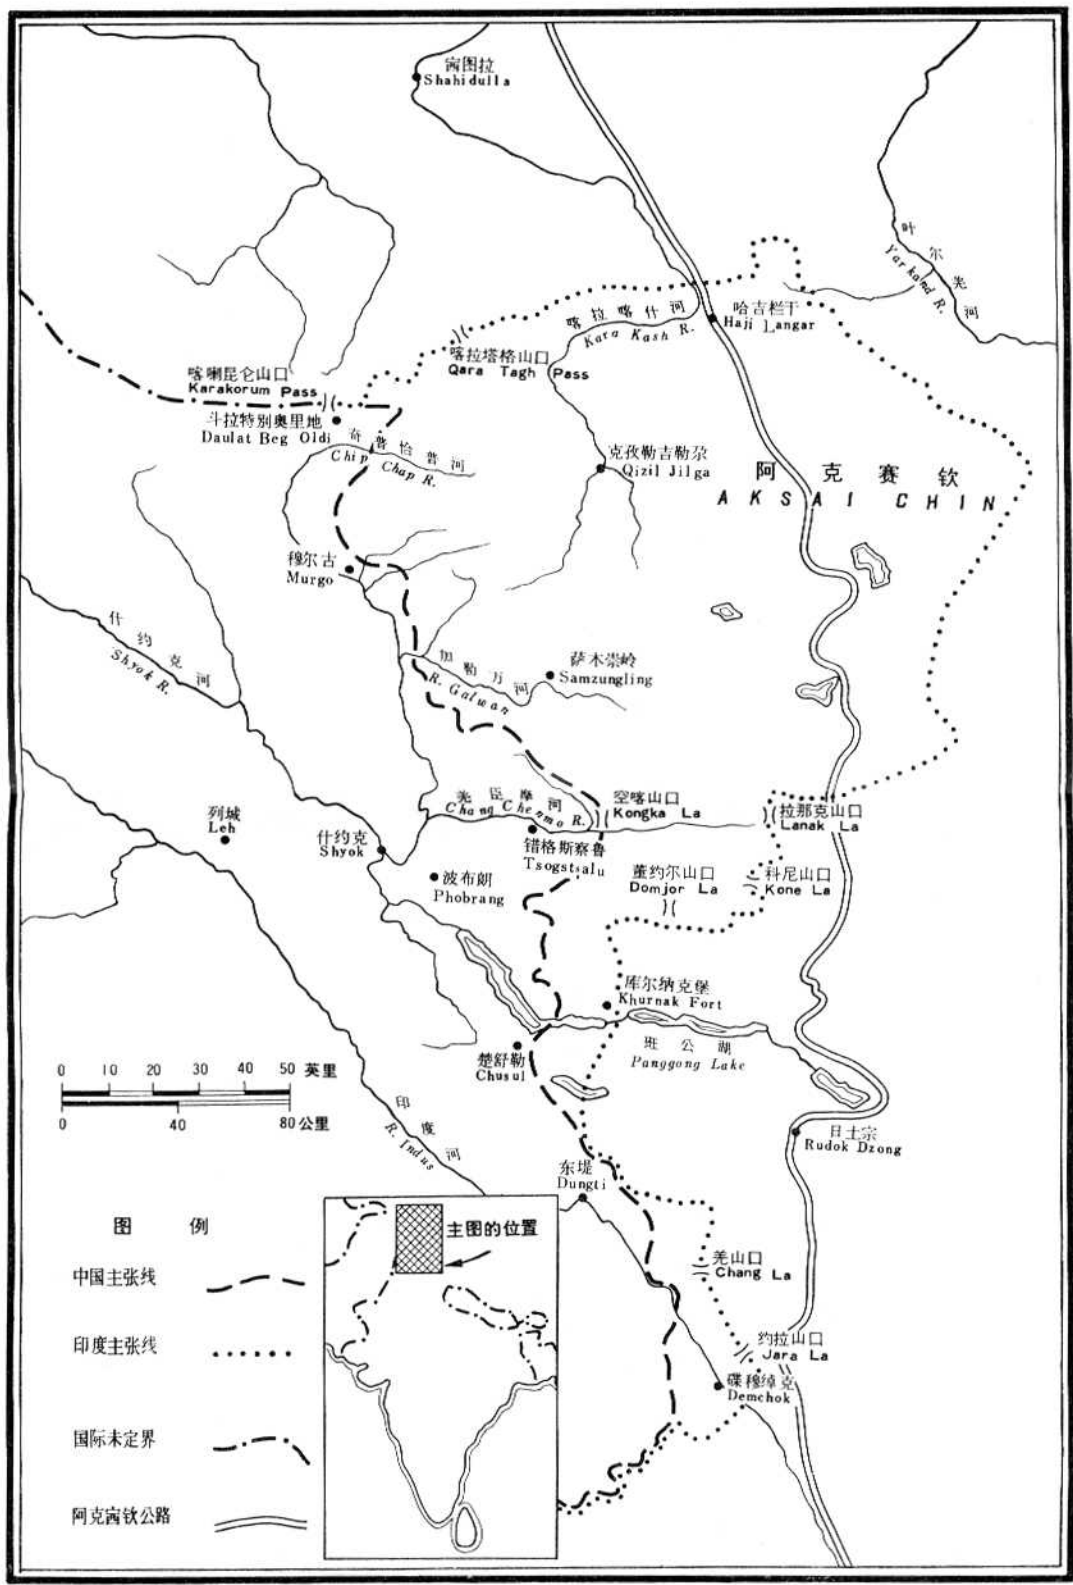 窝图拉
Shahidulla
叶尔羌河
Yarkand R.
喀拉喀什河
Kara Kash R.
哈吉栏干
Haji Langar
喀拉塔格山口
Qara Tagh Pass
喀喇昆仑山口
Karakorum Pass
斗拉特别奥里地
Daulat Beg Oldi
奇普恰普河
Chip Chap R.
克孜勒吉勒尕
Qizil Jilga
阿克赛钦
AKSAI CHIN
穆尔古
Murgo
什约克河
Shyok R.
加勒万河
R. Galwan
萨木崇岭
Samzungling
羌臣摩河
Chang Chenmo R.
空喀山口
Kongka La
拉那克山口
Lanak La
列城
Leh
什约克
Shyok
错格斯察鲁
Tsogstsalu
波布朗
Phobrang
董约尔山口
Domjor La
科尼山口
Kone La
库尔纳克堡
Khurnak Fort
班公湖
Panggong Lake
楚舒勒
Chusul
0 10 20 30 40 50 英里
0 40 80 公里
印度河
R. Indus
日土宗
Rudok Dzong
东堤
Dungti
羌山口
Chang La
约拉山口
Jara La
碟穆绰克
Demchok
图例
中国主张线
印度主张线
国际未定界
阿克窝钦公路
主图的位置